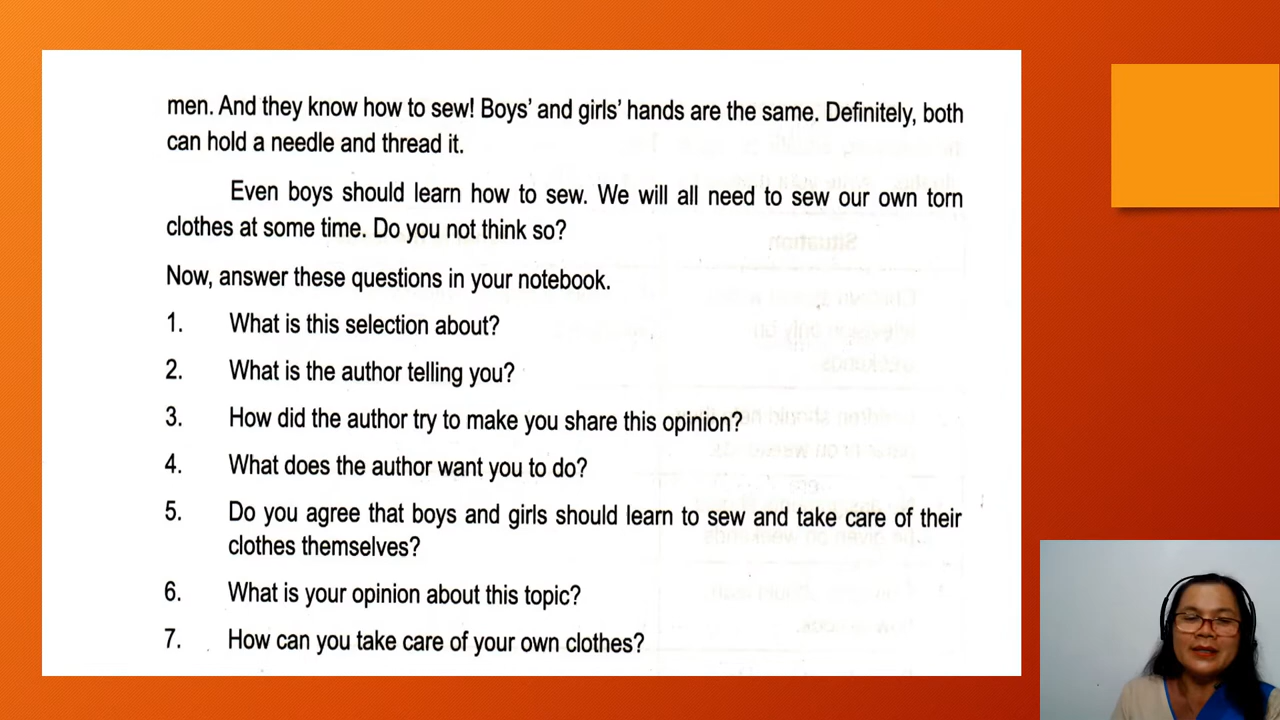 men. And they know how to sew! Boys’ and girls’ hands are the same. Definitely, both
can hold a needle and thread it.
Even boys should learn how to sew. We will all need to sew our own torn
clothes at some time. Do you not think so?
Now, answer these questions in your notebook.
1. What is this selection about?
2. What is the author telling you?
3. How did the author try to make you share this opinion?
4. What does the author want you to do?
5. Do you agree that boys and girls should learn to sew and take care of their
clothes themselves?
6. What is your opinion about this topic?
7. How can you take care of your own clothes?